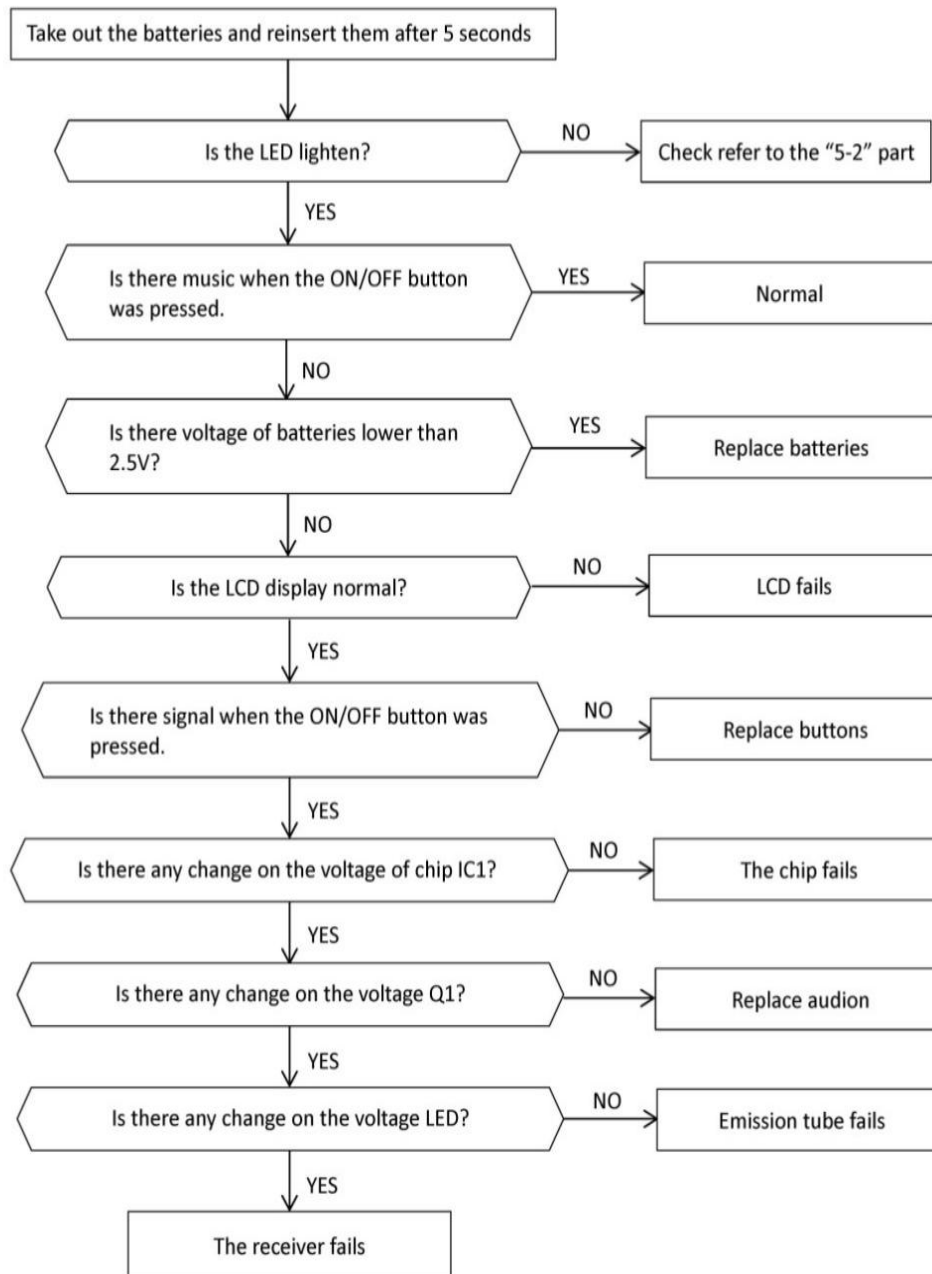 Take out the batteries and reinsert them after 5 seconds
Is the LED lighten?
NO
Check refer to the “5-2” part
YES
Is there music when the ON/OFF button
was pressed.
YES
Normal
NO
Is there voltage of batteries lower than
2.5V?
YES
Replace batteries
NO
Is the LCD display normal?
NO
LCD fails
YES
Is there signal when the ON/OFF button was
pressed.
NO
Replace buttons
YES
Is there any change on the voltage of chip IC1?
NO
The chip fails
YES
Is there any change on the voltage Q1?
NO
Replace audion
YES
Is there any change on the voltage LED?
NO
Emission tube fails
YES
The receiver fails